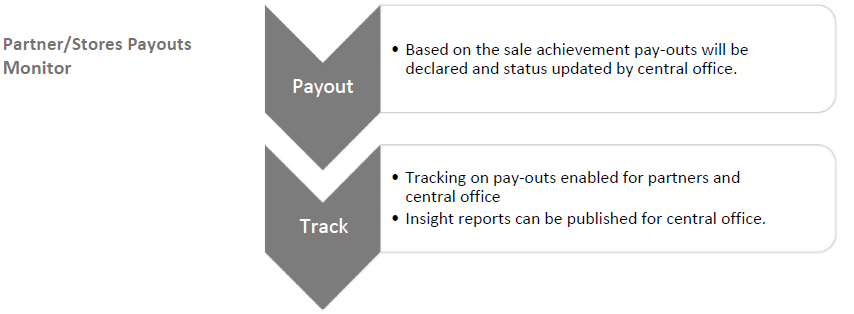 Partner/Stores Payouts
Monitor
Payout
• Based on the sale achievement pay-outs will be
declared and status updated by central office.
Track
• Tracking on pay-outs enabled for partners and
central office
• Insight reports can be published for central office.